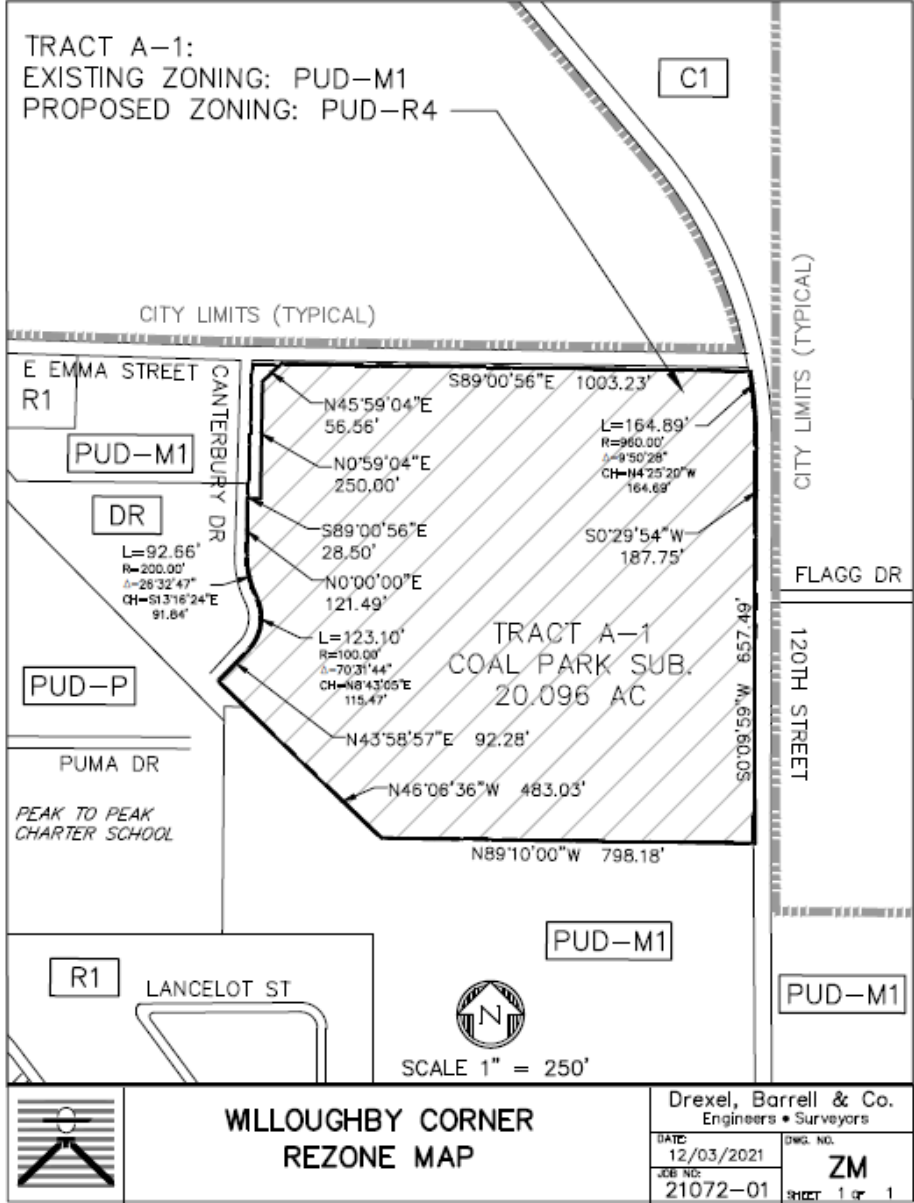 TRACT A-1:
EXISTING ZONING: PUD-M1
PROPOSED ZONING: PUD-R4
C1
CITY LIMITS (TYPICAL)
CITY LIMITS (TYPICAL)
E EMMA STREET
R1
CANTERBURY DR
S89°00'56"E 1003.23'
N45°59'04"E
56.56'
L=164.89'
R=960.00'
Δ=9°50'28"
CH=N4°25'20"W
164.69'
PUD-M1
N0°59'04"E
250.00'
DR
S89°00'56"E
28.50'
S0°29'54"W
187.75'
L=92.66'
R=200.00'
Δ=26°32'47"
CH=S13°16'24"E
91.84'
N0°00'00"E
121.49'
FLAGG DR
L=123.10'
R=100.00'
Δ=70°31'44"
CH=N8°43'05"E
115.47'
TRACT A-1
COAL PARK SUB.
20.096 AC
S0°09'59"W 657.49'
120TH STREET
PUD-P
N43°58'57"E 92.28'
PUMA DR
N46°06'36"W 483.03'
PEAK TO PEAK
CHARTER SCHOOL
N89°10'00"W 798.18'
PUD-M1
R1
LANCELOT ST
N
PUD-M1
SCALE 1" = 250'
WILLOUGHBY CORNER
REZONE MAP
Drexel, Barrell & Co.
Engineers • Surveyors
DATE:
12/03/2021
DWG. NO.
ZM
JOB NO:
21072-01
SHEET 1 OF 1